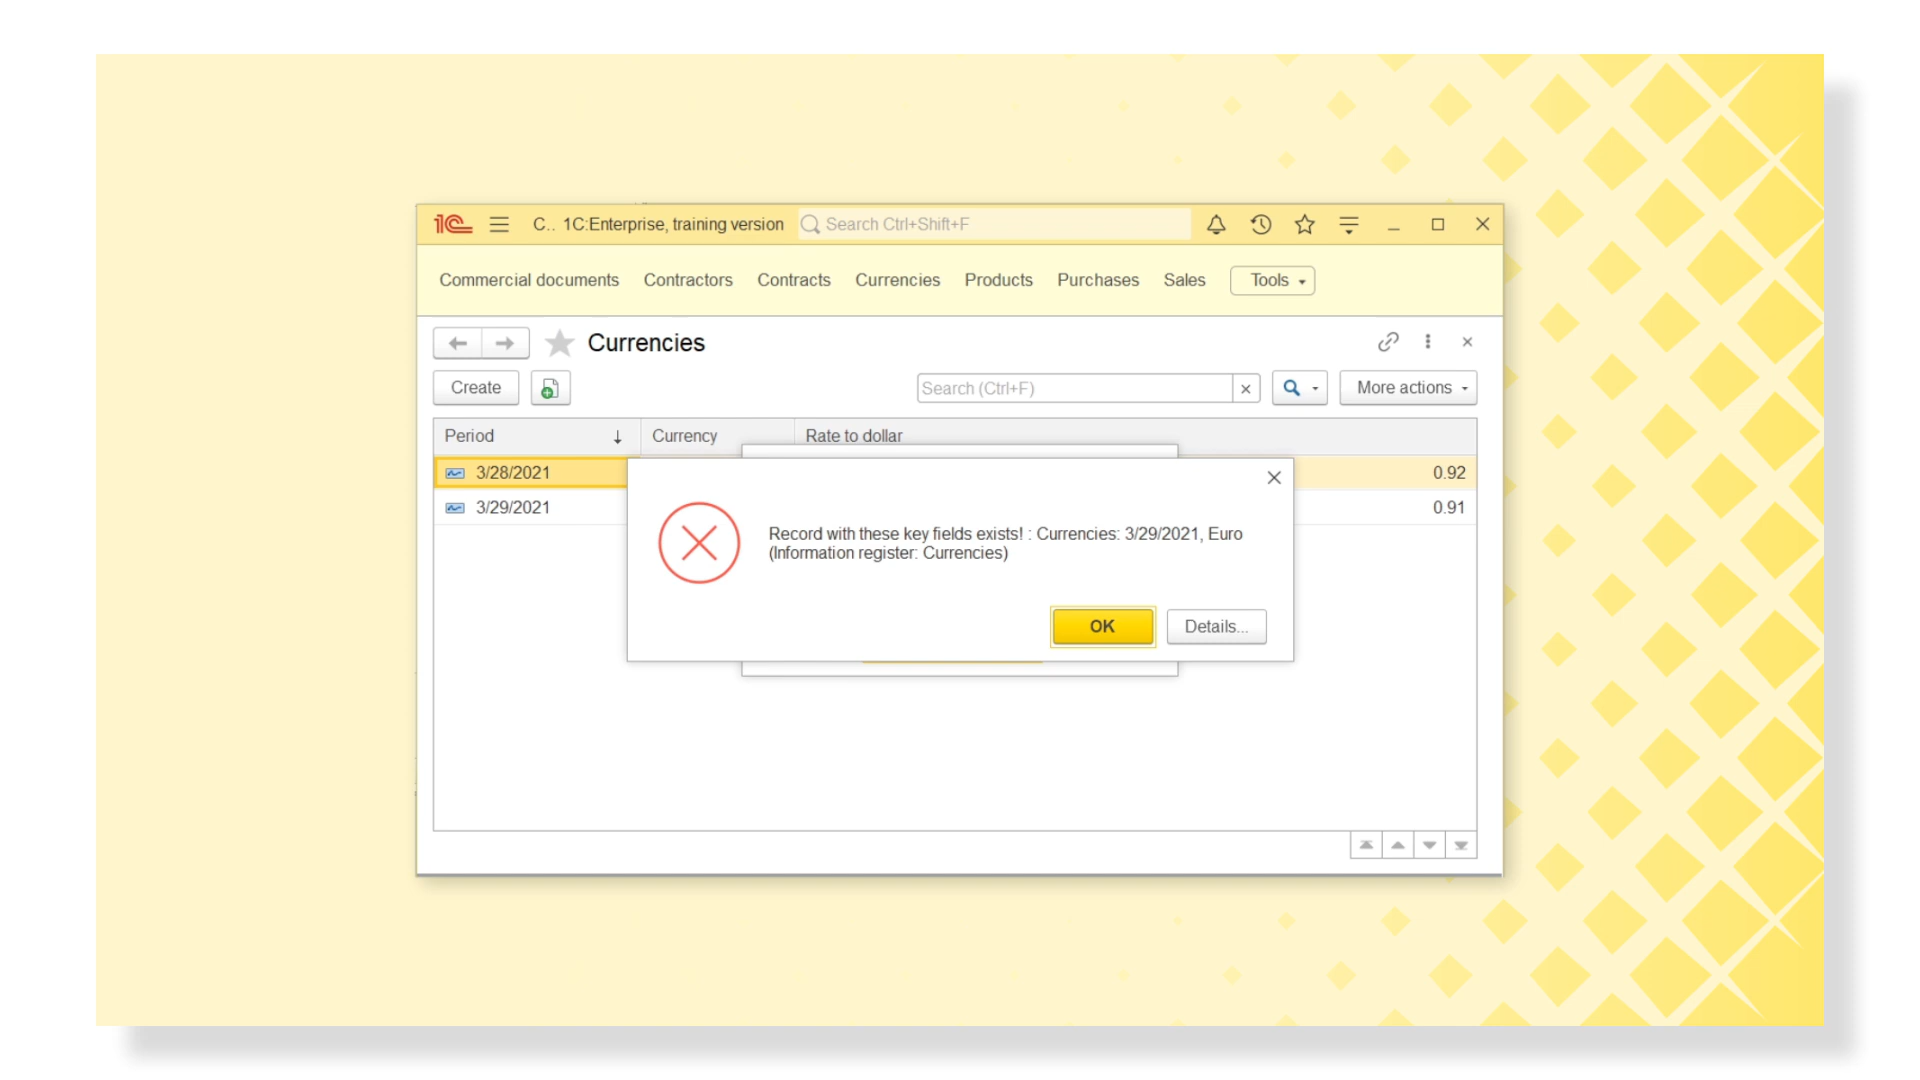 1C C.. 1C:Enterprise, training version Search Ctrl+Shift+F
Commercial documents Contractors Contracts Currencies Products Purchases Sales Tools
Currencies
Create Search (Ctrl+F) × More actions
Period ↓ Currency Rate to dollar
3/28/2021 0.92
3/29/2021 0.91
Record with these key fields exists! : Currencies: 3/29/2021, Euro
(Information register: Currencies)
OK Details...